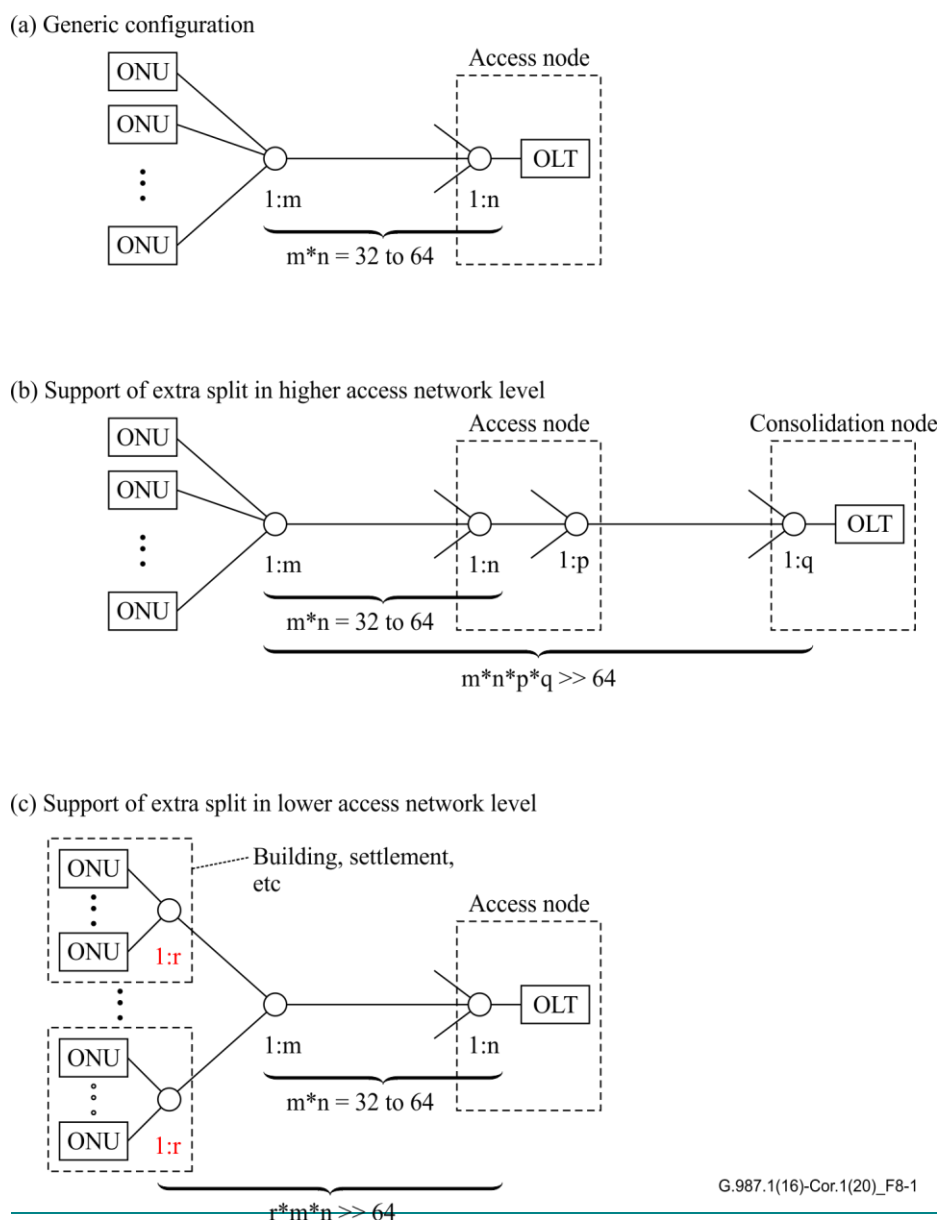 (a) Generic configuration
Access node
ONU
ONU
ONU
OLT
1:m
1:n
m*n = 32 to 64
(b) Support of extra split in higher access network level
Access node
Consolidation node
ONU
ONU
ONU
OLT
1:m
1:n
1:p
1:q
m*n = 32 to 64
m*n*p*q >> 64
(c) Support of extra split in lower access network level
Building, settlement,
etc
Access node
ONU
ONU
1:r
OLT
1:m
1:n
ONU
ONU
1:r
m*n = 32 to 64
r*m*n >> 64
G.987.1(16)-Cor.1(20)_F8-1